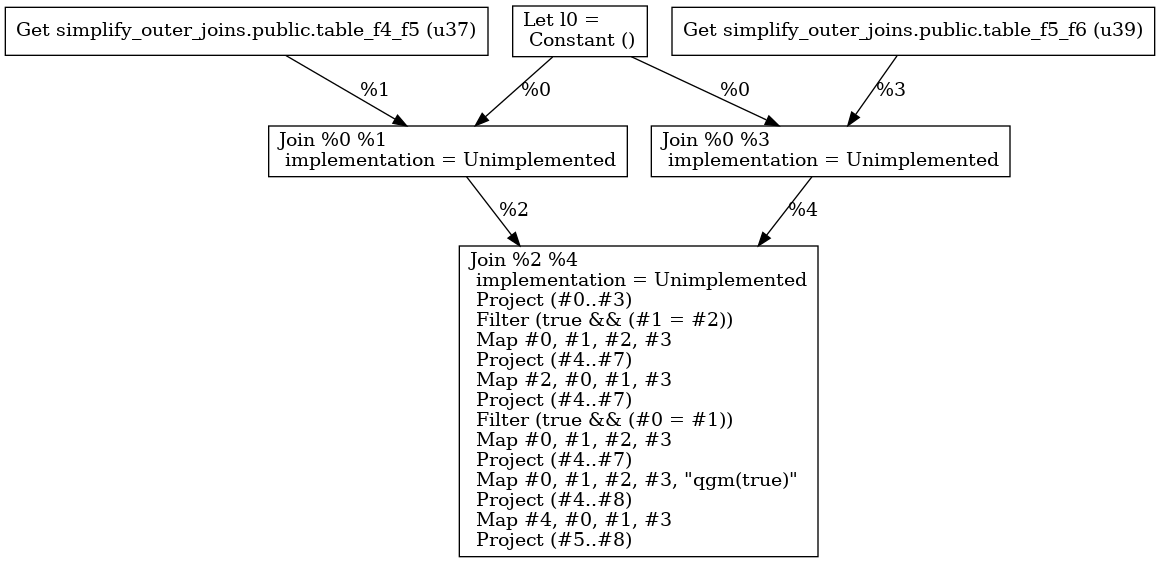 Get simplify_outer_joins.public.table_f4_f5 (u37)
Let l0 =
Constant ()
Get simplify_outer_joins.public.table_f5_f6 (u39)
%1
%0
%0
%3
Join %0 %1
implementation = Unimplemented
Join %0 %3
implementation = Unimplemented
%2
%4
Join %2 %4
implementation = Unimplemented
Project (#0..#3)
Filter (true && (#1 = #2))
Map #0, #1, #2, #3
Project (#4..#7)
Map #2, #0, #1, #3
Project (#4..#7)
Filter (true && (#0 = #1))
Map #0, #1, #2, #3
Project (#4..#7)
Map #0, #1, #2, #3, "qgm(true)"
Project (#4..#8)
Map #4, #0, #1, #3
Project (#5..#8)